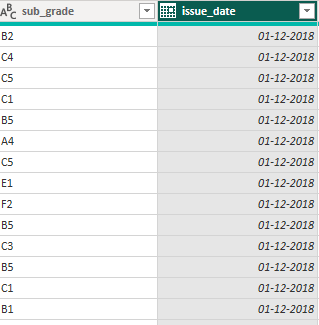 ABC sub_grade issue_date
B2 01-12-2018
C4 01-12-2018
C5 01-12-2018
C1 01-12-2018
B5 01-12-2018
A4 01-12-2018
C5 01-12-2018
E1 01-12-2018
F2 01-12-2018
B5 01-12-2018
C3 01-12-2018
B5 01-12-2018
C1 01-12-2018
B1 01-12-2018